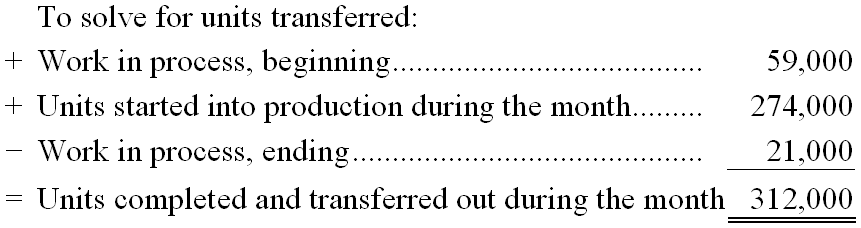 To solve for units transferred:
+ Work in process, beginning....................................... 59,000
+ Units started into production during the month......... 274,000
− Work in process, ending............................................ 21,000
= Units completed and transferred out during the month 312,000